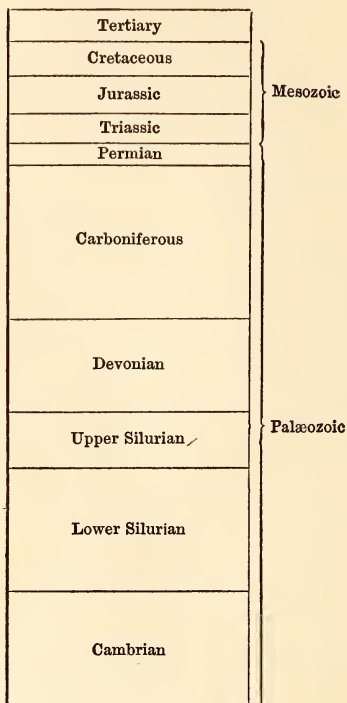 Tertiary
Cretaceous
Jurassic
Mesozoic
Triassic
Permian
Carboniferous
Devonian
Upper Silurian
Palæozoic
Lower Silurian
Cambrian